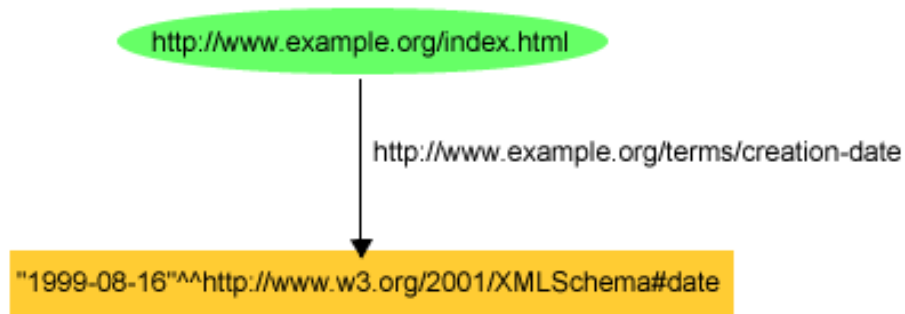 http://www.example.org/index.html
http://www.example.org/terms/creation-date
"1999-08-16"^^http://www.w3.org/2001/XMLSchema#date